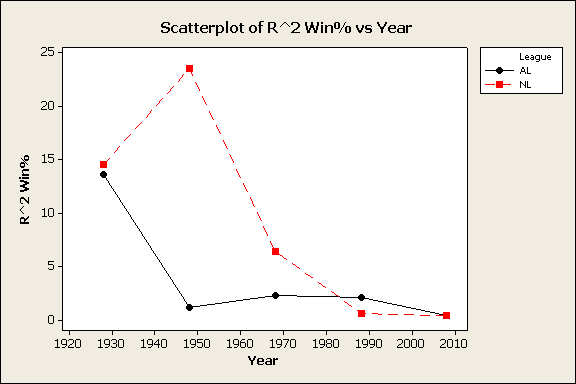 Scatterplot of R^2 Win% vs Year
25
20
15
10
5
0
R^2 Win%
1920 1930 1940 1950 1960 1970 1980 1990 2000 2010
Year
League
AL
NL